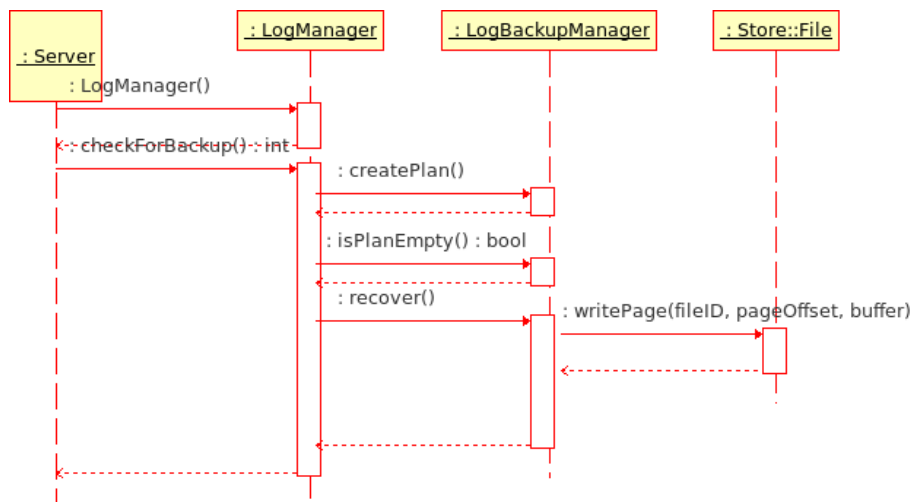 : Server
: LogManager
: LogBackupManager
: Store::File
: LogManager()
: checkForBackup() : int
: createPlan()
: isPlanEmpty() : bool
: recover()
: writePage(fileID, pageOffset, buffer)